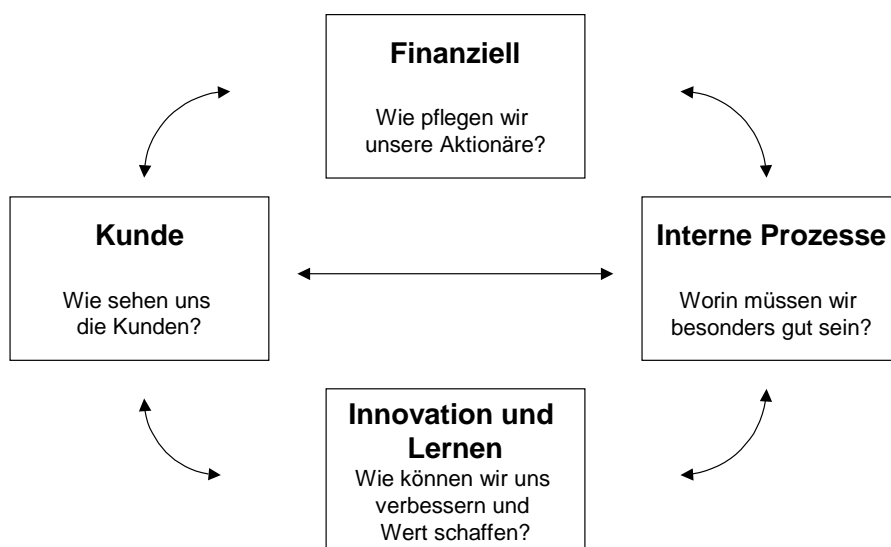 Finanziell
Wie pflegen wir
unsere Aktionäre?
Kunde
Wie sehen uns
die Kunden?
Interne Prozesse
Worin müssen wir
besonders gut sein?
Innovation und
Lernen
Wie können wir uns
verbessern und
Wert schaffen?